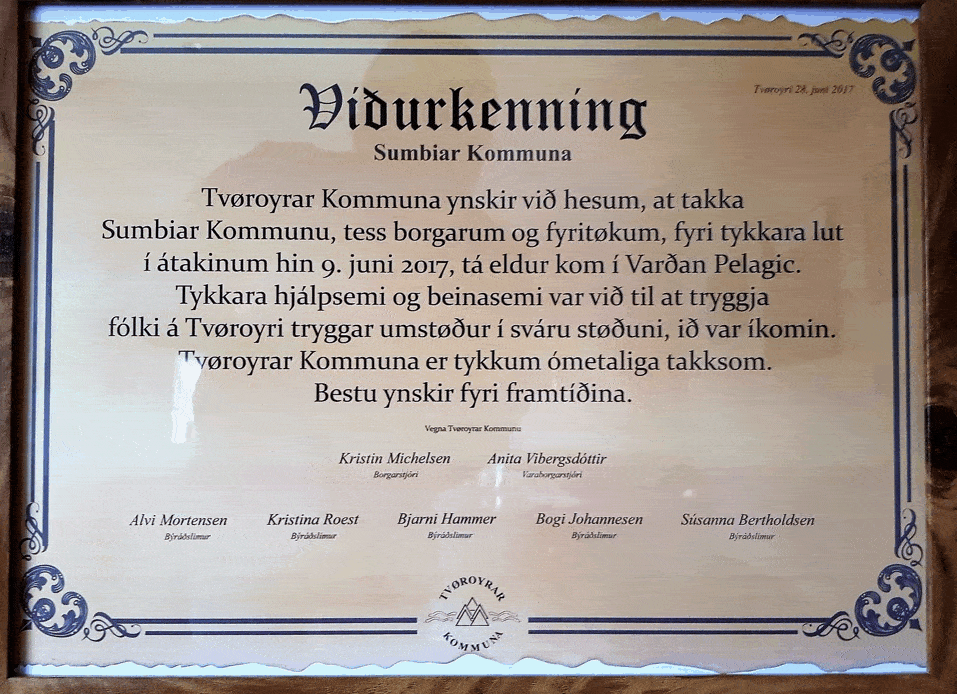 Tvøroyri 28. juni 2017
Viðurkenning
Sumbiar Kommuna
Tvøroyrar Kommuna ynskir við hesum, at takka
Sumbiar Kommunu, tess borgarum og fyritøkum, fyri tykkara lut
í átakinum hin 9. juni 2017, tá eldur kom í Varðan Pelagic.
Tykkara hjálpsemi og beinasemi var við til at tryggja
fólki á Tvøroyri tryggar umstøður í sváru støðuni, ið var íkomin.
Tvøroyrar Kommuna er tykkum ómetaliga takksom.
Bestu ynskir fyri framtíðina.
Vegna Tvøroyrar Kommunu
Kristin Michelsen Anita Vibergsdóttir
Borgarstjóri Varaborgarstjóri
Alvi Mortensen Kristina Roest Bjarni Hammer Bogi Johannesen Súsanna Bertholdsen
Býráðslimur Býráðslimur Býráðslimur Býráðslimur Býráðslimur
TVØROYRAR
KOMMUNA